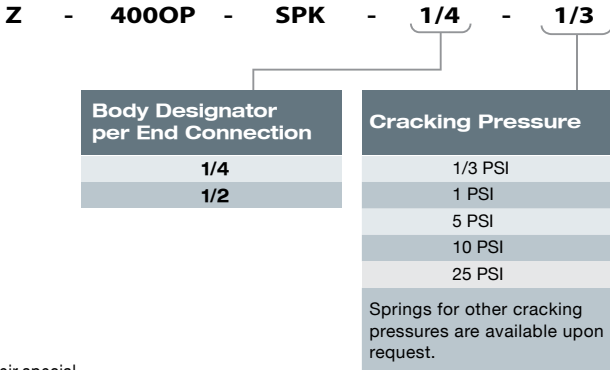 Z - 400OP - SPK - 1/4 - 1/3
Body Designator
per End Connection
1/4
1/2
Cracking Pressure
1/3 PSI
1 PSI
5 PSI
10 PSI
25 PSI
Springs for other cracking
pressures are available upon
request.
special